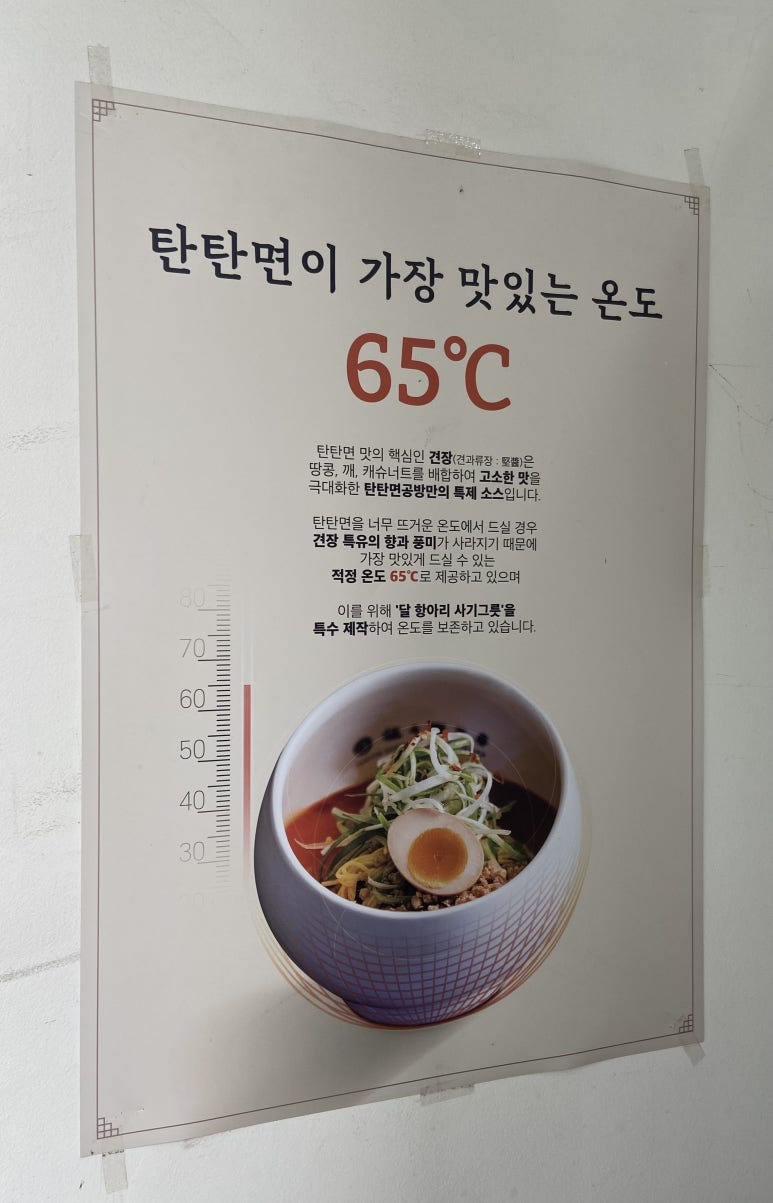 탄탄면이 가장 맛있는 온도
65℃
탄탄면 맛의 핵심인 견장(견과류장 : 堅醬)은
땅콩, 깨, 캐슈너트를 배합하여 고소한 맛을
극대화한 탄탄면공방만의 특제 소스입니다.
탄탄면을 너무 뜨거운 온도에서 드실 경우
견장 특유의 향과 풍미가 사라지기 때문에
가장 맛있게 드실 수 있는
적정 온도 65℃로 제공하고 있으며
이를 위해 '달 항아리 사기그릇'을
특수 제작하여 온도를 보존하고 있습니다.
80
70
60
50
40
30
20